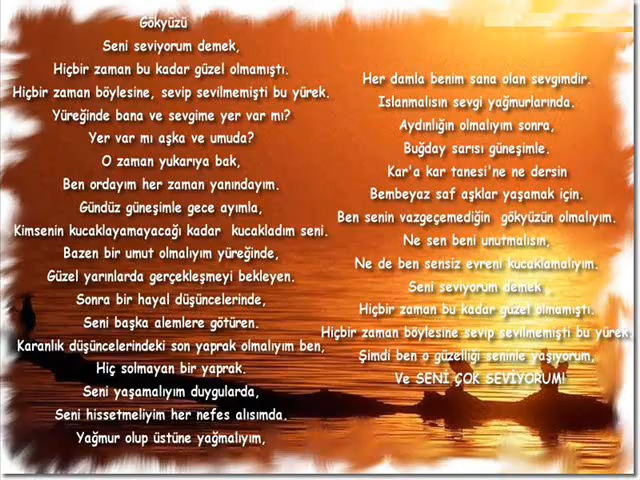 Gökyüzü
Seni seviyorum demek,
Hiçbir zaman bu kadar güzel olmamıştı.
Hiçbir zaman böylesine, sevip sevilmemişti bu yürek.
Yüreğinde bana ve sevgime yer var mı?
Yer var mı aşka ve umuda?
O zaman yukarıya bak,
Ben ordayım her zaman yanındayım.
Gündüz güneşimle gece ayımla,
Kimsenin kucaklayamayacağı kadar kucakladım seni.
Bazen bir umut olmalıyım yüreğinde,
Güzel yarınlarda gerçekleşmeyi bekleyen.
Sonra bir hayal düşüncelerinde,
Seni başka alemlere götüren.
Karanlık düşüncelerindeki son yaprak olmalıyım ben,
Hiç solmayan bir yaprak.
Seni yaşamalıyım duygularda,
Seni hissetmeliyim her nefes alısımda.
Yağmur olup üstüne yağmalıyım,
Her damla benim sana olan sevgimdir.
Islanmalısın sevgi yağmurlarında.
Aydınlığın olmalıyım sonra,
Buğday sarısı güneşimle.
Kar'a kar tanesi'ne ne dersin
Bembeyaz saf aşklar yaşamak için.
Ben senin vazgeçemediğin gökyüzün olmalıyım.
Ne sen beni unutmalısın,
Ne de ben sensiz evreni kucaklamalıyım.
Seni seviyorum demek
Hiçbir zaman bu kadar güzel olmamıştı.
Hiçbir zaman böylesine sevip sevilmemişti bu yürek.
Şimdi ben o güzelliği seninle yaşıyorum,
Ve SENİ ÇOK SEVİYORUM!